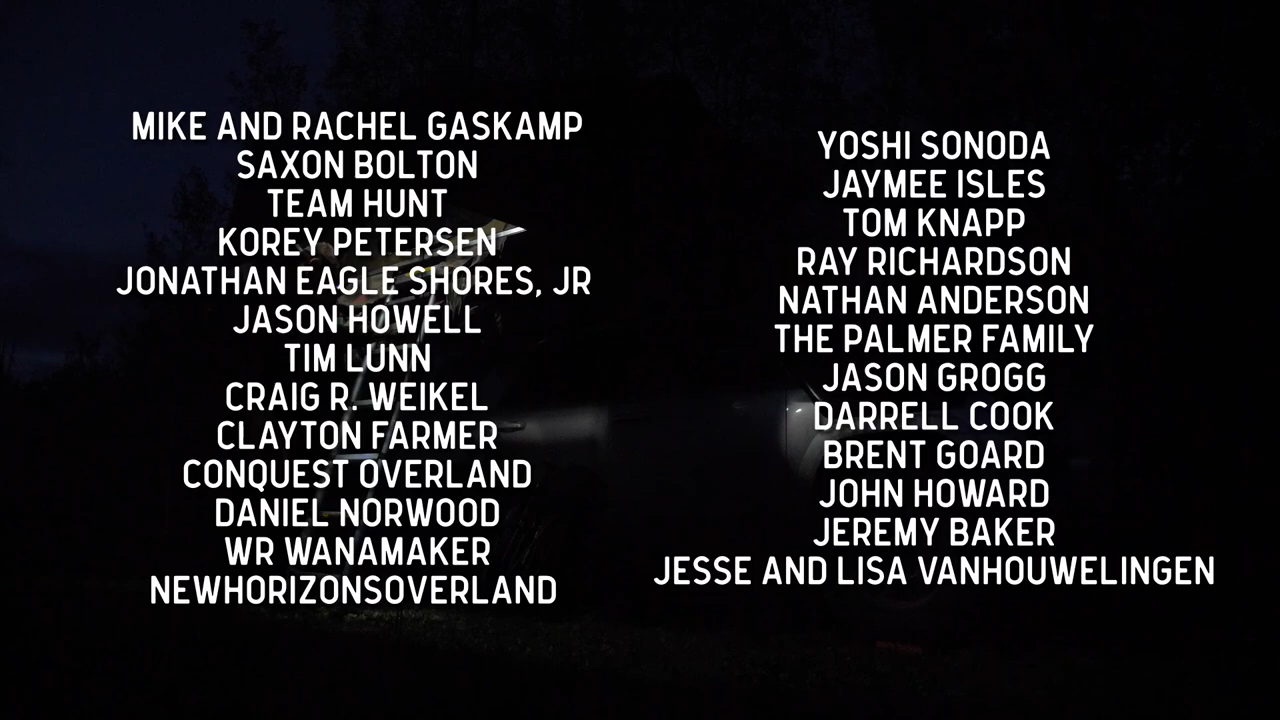 MIKE AND RACHEL GASKAMP
SAXON BOLTON
TEAM HUNT
KOREY PETERSEN
JONATHAN EAGLE SHORES, JR
JASON HOWELL
TIM LUNN
CRAIG R. WEIKEL
CLAYTON FARMER
CONQUEST OVERLAND
DANIEL NORWOOD
WR WANAMAKER
NEWHORIZONSOVERLAND
YOSHI SONODA
JAYMEE ISLES
TOM KNAPP
RAY RICHARDSON
NATHAN ANDERSON
THE PALMER FAMILY
JASON GROGG
DARRELL COOK
BRENT GOARD
JOHN HOWARD
JEREMY BAKER
JESSE AND LISA VANHOUWELINGEN